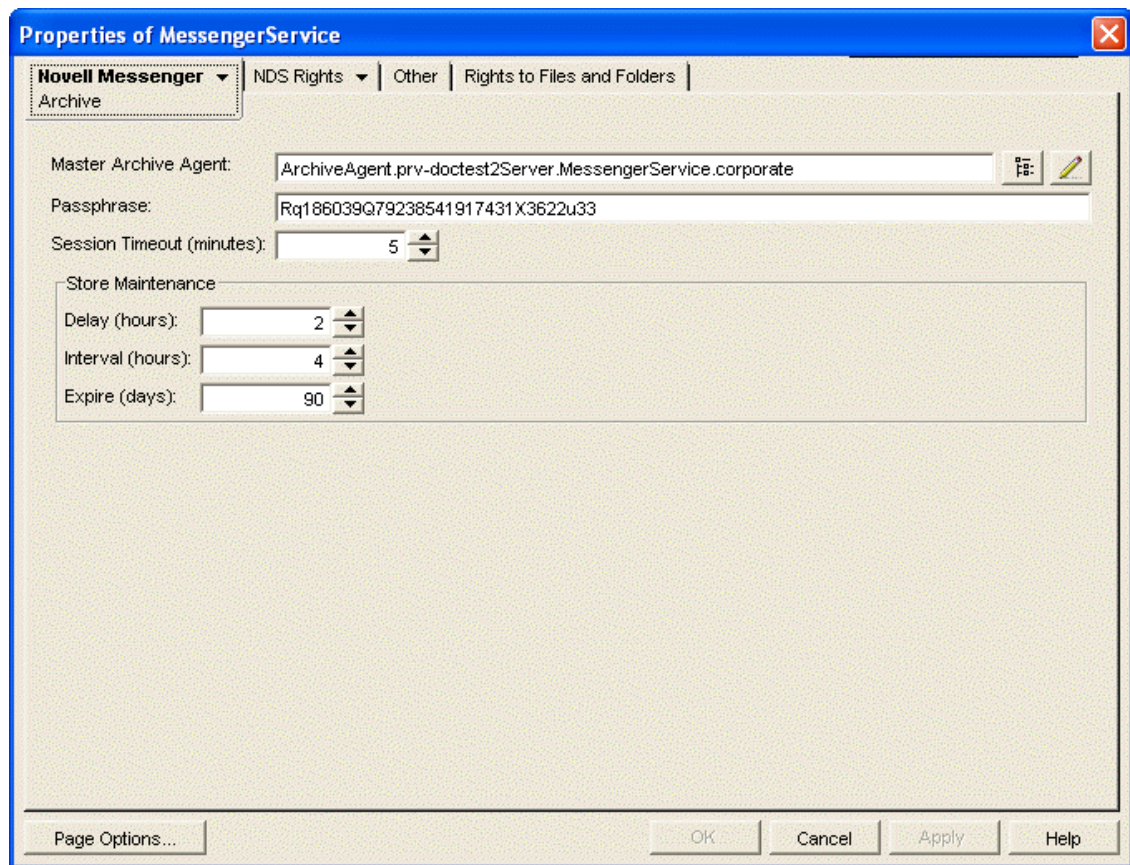 Properties of MessengerService
Novell Messenger NDS Rights Other Rights to Files and Folders
Archive
Master Archive Agent: ArchiveAgent.prv-doctest2Server.MessengerService.corporate
Passphrase: Rq186039Q79238541917431X3622u33
Session Timeout (minutes): 5
Store Maintenance
Delay (hours): 2
Interval (hours): 4
Expire (days): 90
Page Options... OK Cancel Apply Help